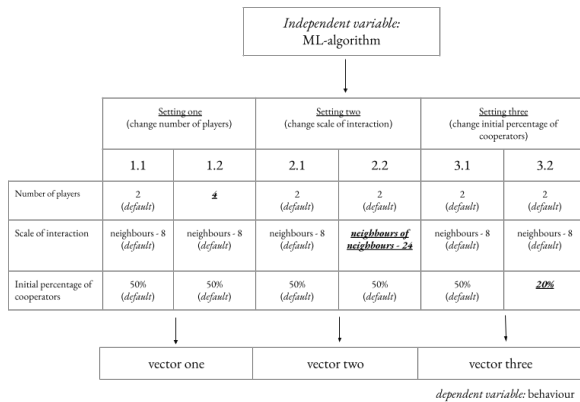 Independent variable:
ML-algorithm
Setting one
(change number of players)
Setting two
(change scale of interaction)
Setting three
(change initial percentage of
cooperators)
1.1 1.2 2.1 2.2 3.1 3.2
Number of players
2 4 2 2 2 2
(default) (default) (default) (default) (default)
Scale of interaction
neighbours - 8 neighbours - 8 neighbours - 8 neighbours of neighbours - 8 neighbours - 8
(default) (default) (default) neighbours - 24 (default) (default)
Initial percentage of
cooperators
50% 50% 50% 50% 50% 20%
(default) (default) (default) (default) (default)
vector one vector two vector three
dependent variable: behaviour